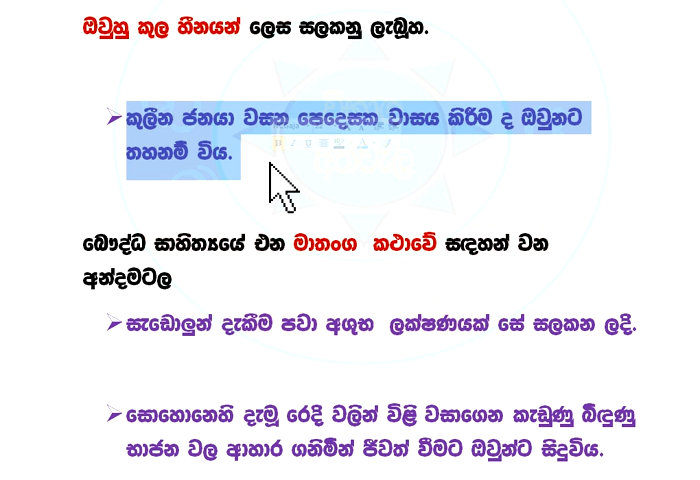 ඔවුහු කුල හීනයන් ලෙස සලකනු ලැබූහ.
කුලීන ජනයා වසන පෙදෙසක වාසය කිරීම ද ඔවුනට
තහනම් විය.
බෞද්ධ සාහිත්‍යයේ එන මාතංග කථාවේ සඳහන් වන
අන්දමටල
සැඩොලුන් දැකීම පවා අශුභ ලක්ෂණයක් සේ සලකන ලදි.
සොහොනෙහි දැමූ රෙදි වලින් විළි වසාගෙන කැඩුණු බිඳුණු
භාජන වල ආහාර ගනිමින් ජීවත් වීමට ඔවුන්ට සිදුවිය.